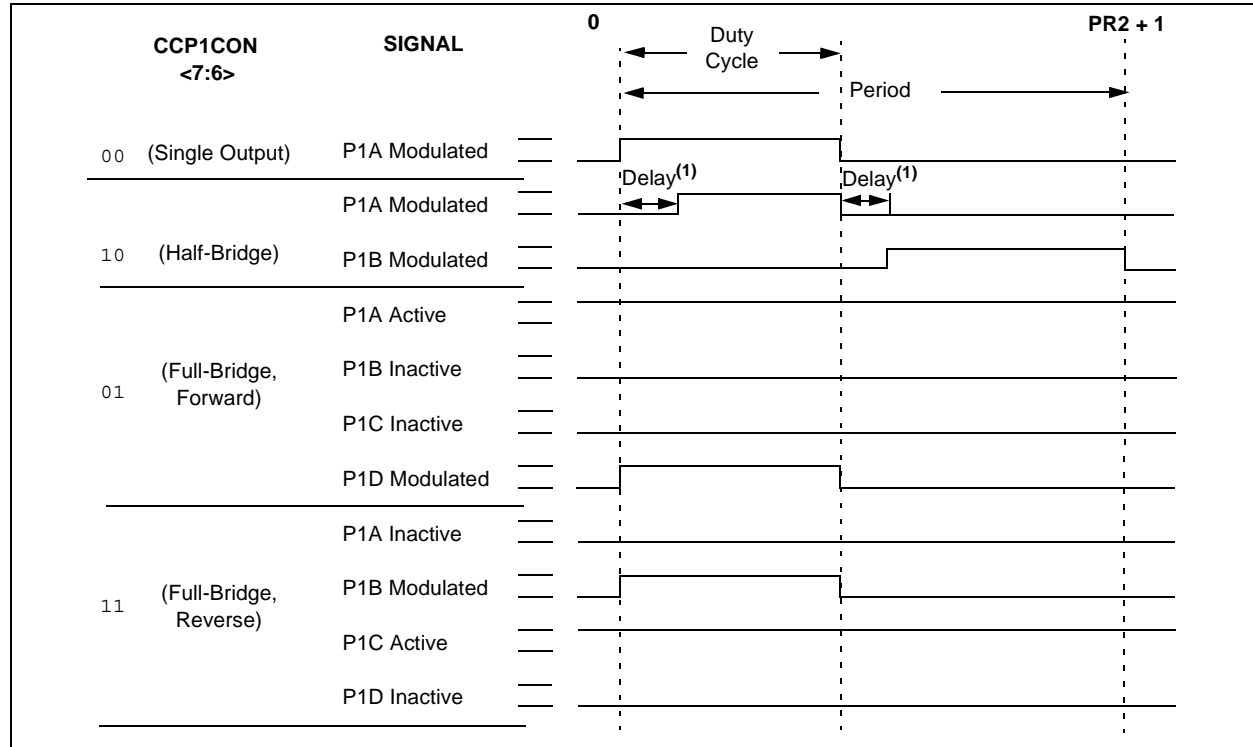 CCP1CON
<7:6>
SIGNAL
0
PR2 + 1
Duty
Cycle
Period
00 (Single Output) P1A Modulated
Delay(1)
Delay(1)
P1A Modulated
10 (Half-Bridge)
P1B Modulated
P1A Active
01 (Full-Bridge,
Forward)
P1B Inactive
P1C Inactive
P1D Modulated
P1A Inactive
11 (Full-Bridge,
Reverse)
P1B Modulated
P1C Active
P1D Inactive